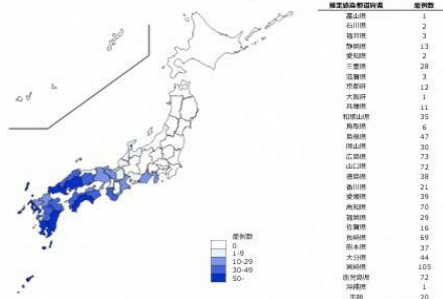 症例数
0
1-9
10-29
30-49
50-
推定感染都道府県 症例数
富山県 1
石川県 2
福井県 3
静岡県 13
愛知県 2
三重県 28
滋賀県 3
京都府 12
大阪府 1
兵庫県 11
和歌山県 35
鳥取県 6
島根県 47
岡山県 30
広島県 73
山口県 72
徳島県 38
香川県 21
愛媛県 39
高知県 70
福岡県 29
佐賀県 16
長崎県 69
熊本県 37
大分県 44
宮崎県 105
鹿児島県 72
沖縄県 1
不明 20